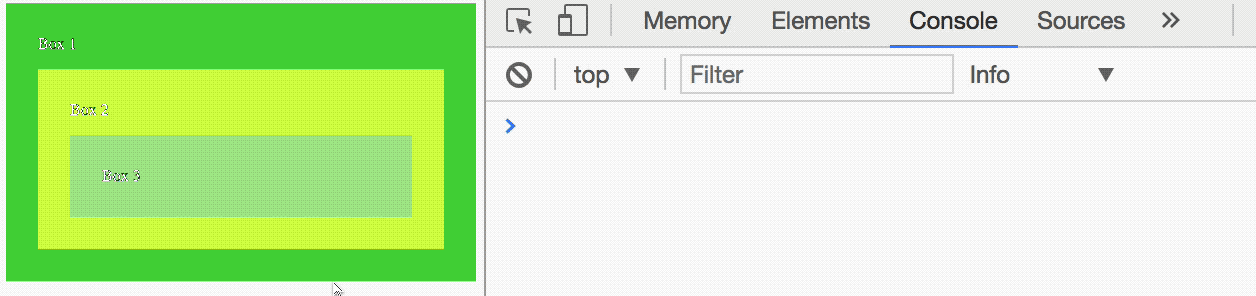 Box 1
Box 2
Box 3
Memory Elements Console Sources
top Filter Info